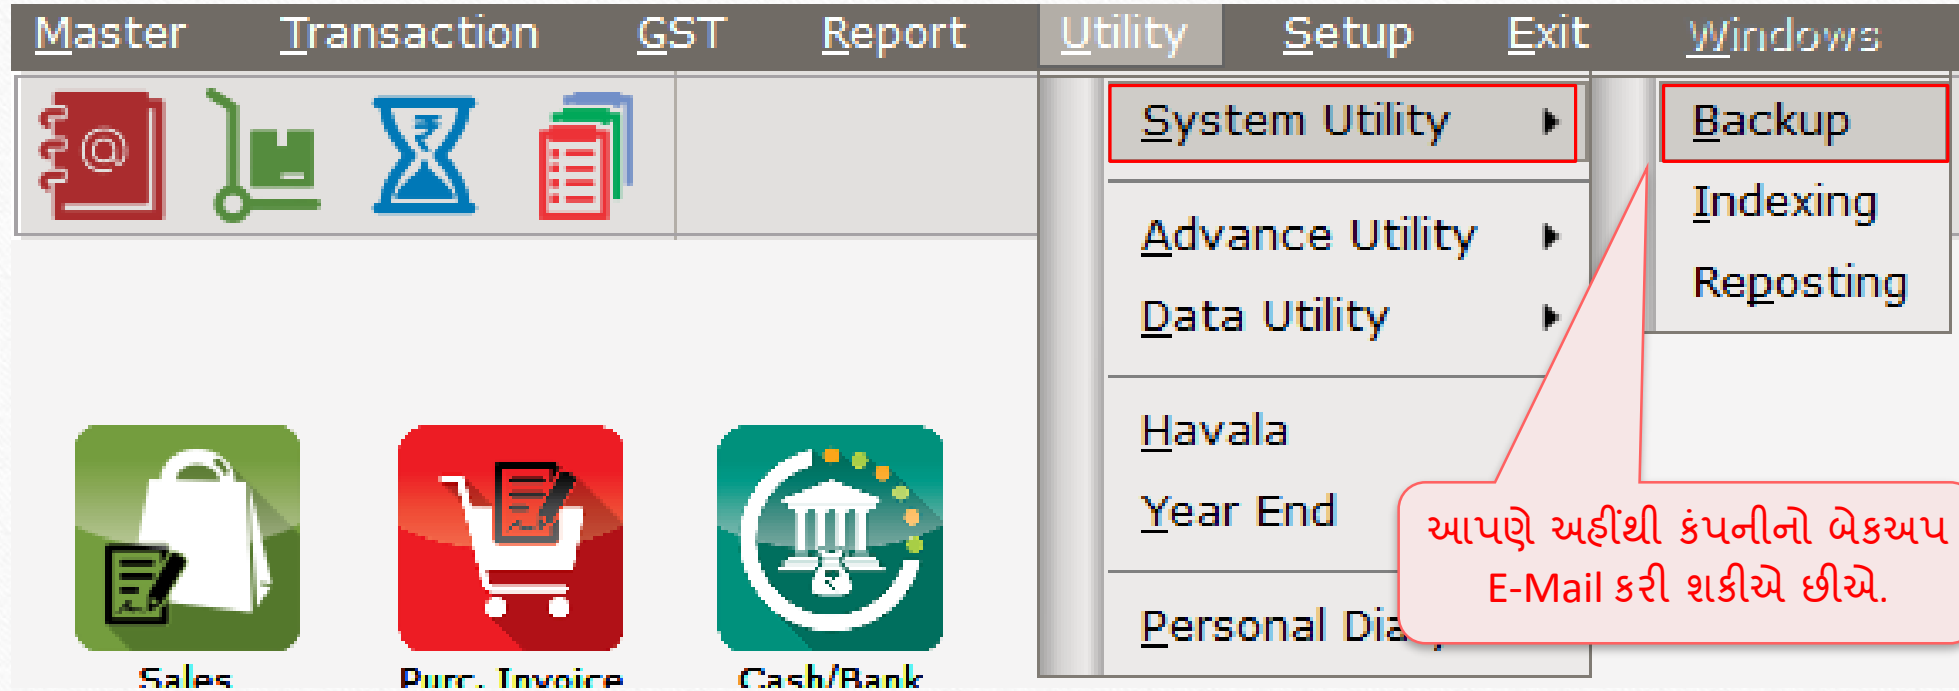 Master Transaction GST Report Utility Setup Exit Windows
System Utility
Backup
Indexing
Reposting
Advance Utility
Data Utility
Havala
Year End
Personal
આપણે અહીંથી કંપનીનો બેકઅપ
E-Mail કરી શકીએ છીએ.
Sales
Purc. Invoice
Cash/Bank